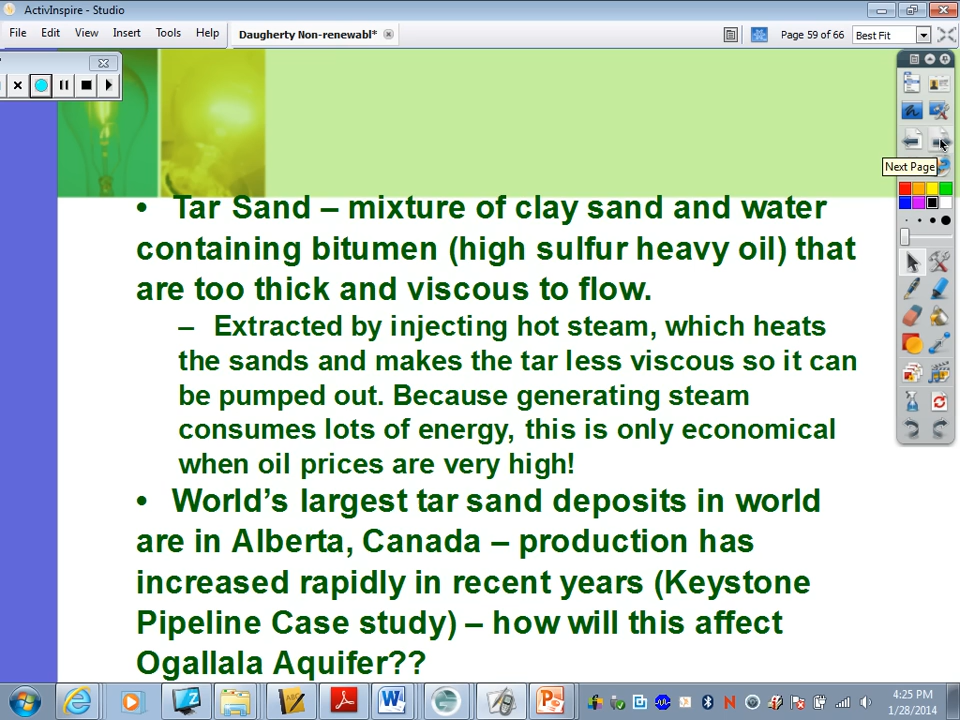 ActivInspire - Studio
File Edit View Insert Tools Help Daugherty Non-renewabl* Page 59 of 66 Best Fit
Next Page
• Tar Sand – mixture of clay sand and water
containing bitumen (high sulfur heavy oil) that
are too thick and viscous to flow.
– Extracted by injecting hot steam, which heats
the sands and makes the tar less viscous so it can
be pumped out. Because generating steam
consumes lots of energy, this is only economical
when oil prices are very high!
• World’s largest tar sand deposits in world
are in Alberta, Canada – production has
increased rapidly in recent years (Keystone
Pipeline Case study) – how will this affect
Ogallala Aquifer??
4:25 PM
1/28/2014